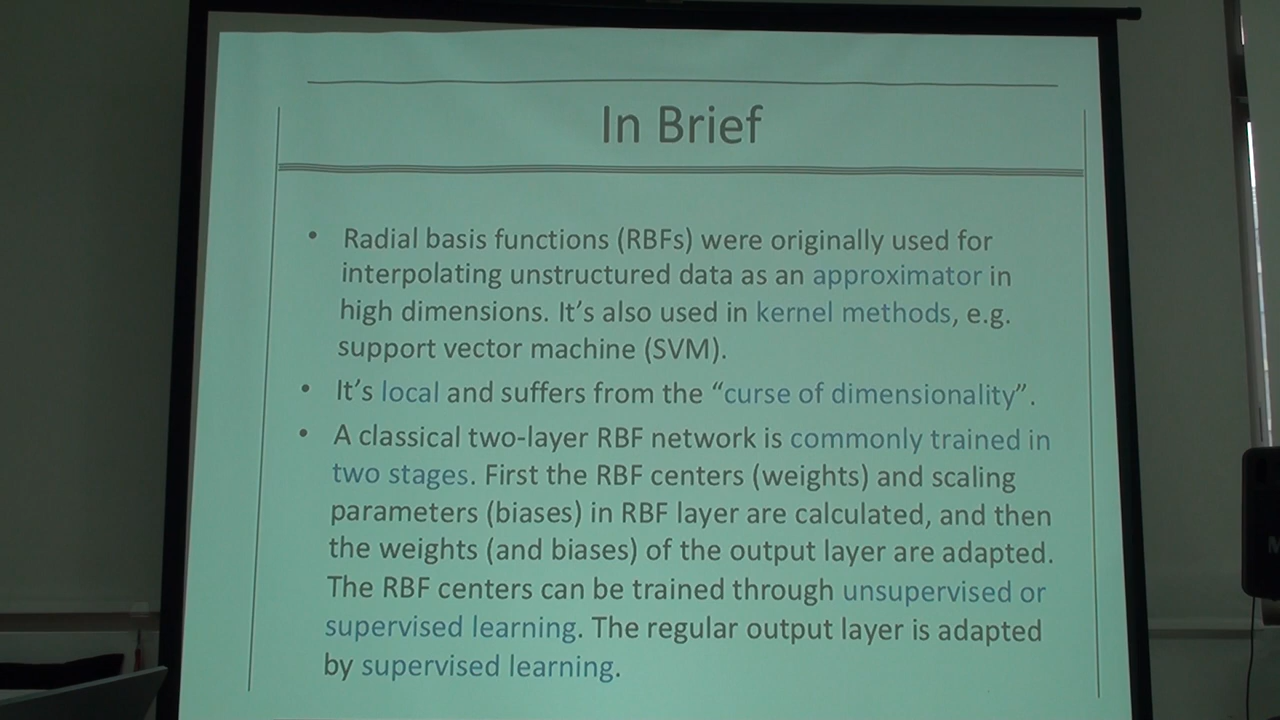 In Brief
• Radial basis functions (RBFs) were originally used for
interpolating unstructured data as an approximator in
high dimensions. It's also used in kernel methods, e.g.
support vector machine (SVM).
• It's local and suffers from the “curse of dimensionality”.
• A classical two-layer RBF network is commonly trained in
two stages. First the RBF centers (weights) and scaling
parameters (biases) in RBF layer are calculated, and then
the weights (and biases) of the output layer are adapted.
The RBF centers can be trained through unsupervised or
supervised learning. The regular output layer is adapted
by supervised learning.